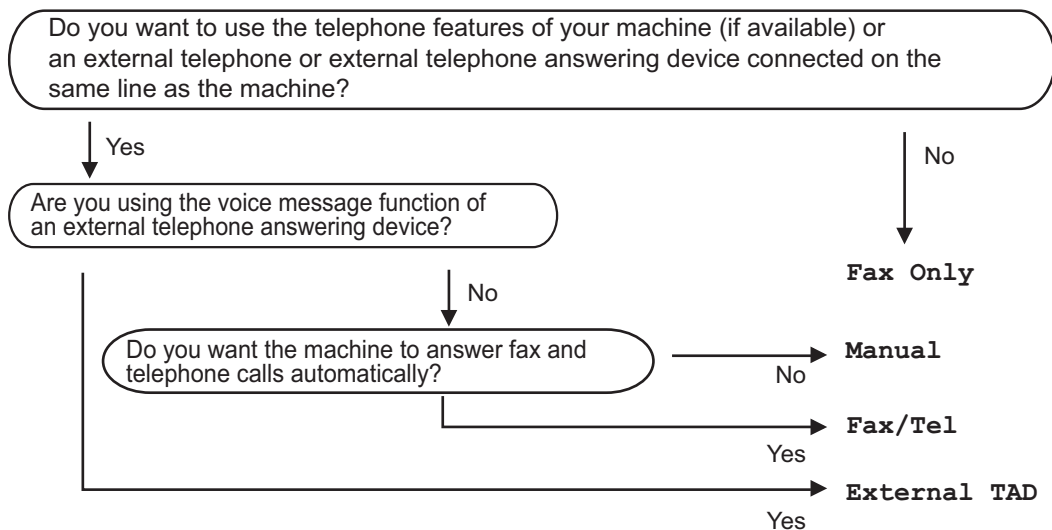 Do you want to use the telephone features of your machine (if available) or
an external telephone or external telephone answering device connected on the
same line as the machine?
Yes
No
Are you using the voice message function of
an external telephone answering device?
Fax Only
No
Do you want the machine to answer fax and
telephone calls automatically?
Manual
No
Fax/Tel
Yes
External TAD
Yes